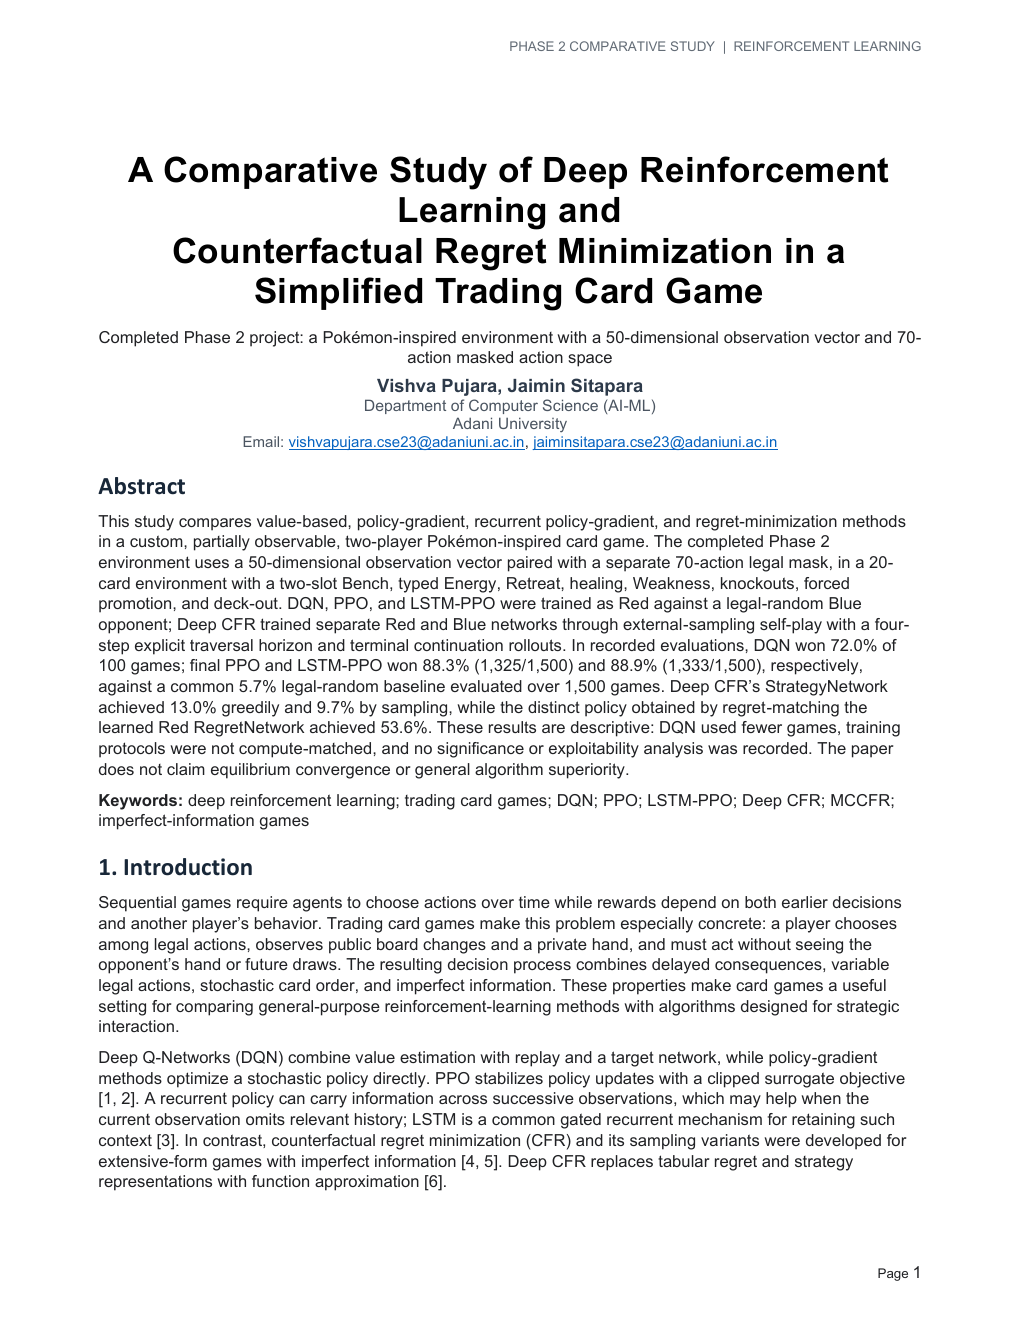 PHASE 2 COMPARATIVE STUDY | REINFORCEMENT LEARNING
A Comparative Study of Deep Reinforcement
Learning and
Counterfactual Regret Minimization in a
Simplified Trading Card Game
Completed Phase 2 project: a Pokémon-inspired environment with a 50-dimensional observation vector and 70-
action masked action space
Vishva Pujara, Jaimin Sitapara
Department of Computer Science (AI-ML)
Adani University
Email: vishvapujara.cse23@adaniuni.ac.in, jaiminsitapara.cse23@adaniuni.ac.in
Abstract
This study compares value-based, policy-gradient, recurrent policy-gradient, and regret-minimization methods
in a custom, partially observable, two-player Pokémon-inspired card game. The completed Phase 2
environment uses a 50-dimensional observation vector paired with a separate 70-action legal mask, in a 20-
card environment with a two-slot Bench, typed Energy, Retreat, healing, Weakness, knockouts, forced
promotion, and deck-out. DQN, PPO, and LSTM-PPO were trained as Red against a legal-random Blue
opponent; Deep CFR trained separate Red and Blue networks through external-sampling self-play with a four-
step explicit traversal horizon and terminal continuation rollouts. In recorded evaluations, DQN won 72.0% of
100 games; final PPO and LSTM-PPO won 88.3% (1,325/1,500) and 88.9% (1,333/1,500), respectively,
against a common 5.7% legal-random baseline evaluated over 1,500 games. Deep CFR’s StrategyNetwork
achieved 13.0% greedily and 9.7% by sampling, while the distinct policy obtained by regret-matching the
learned Red RegretNetwork achieved 53.6%. These results are descriptive: DQN used fewer games, training
protocols were not compute-matched, and no significance or exploitability analysis was recorded. The paper
does not claim equilibrium convergence or general algorithm superiority.
Keywords: deep reinforcement learning; trading card games; DQN; PPO; LSTM-PPO; Deep CFR; MCCFR;
imperfect-information games
1. Introduction
Sequential games require agents to choose actions over time while rewards depend on both earlier decisions
and another player’s behavior. Trading card games make this problem especially concrete: a player chooses
among legal actions, observes public board changes and a private hand, and must act without seeing the
opponent’s hand or future draws. The resulting decision process combines delayed consequences, variable
legal actions, stochastic card order, and imperfect information. These properties make card games a useful
setting for comparing general-purpose reinforcement-learning methods with algorithms designed for strategic
interaction.
Deep Q-Networks (DQN) combine value estimation with replay and a target network, while policy-gradient
methods optimize a stochastic policy directly. PPO stabilizes policy updates with a clipped surrogate objective
[1, 2]. A recurrent policy can carry information across successive observations, which may help when the
current observation omits relevant history; LSTM is a common gated recurrent mechanism for retaining such
context [3]. In contrast, counterfactual regret minimization (CFR) and its sampling variants were developed for
extensive-form games with imperfect information [4, 5]. Deep CFR replaces tabular regret and strategy
representations with function approximation [6].
Page 1